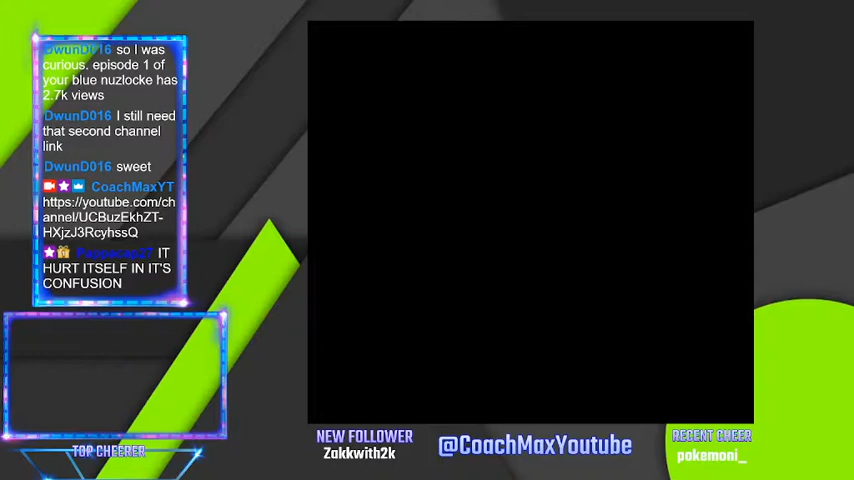 DwunD016 so I was
curious. episode 1 of
your blue nuzlocke has
2.7k views
DwunD016 I still need
that second channel
link
DwunD016 sweet
CoachMaxYT
https://youtube.com/ch
annel/UCBuzEkhZT-
HXjzJ3RcyhssQ
Pappacap27 IT
HURT ITSELF IN IT'S
CONFUSION
TOP CHEERER
NEW FOLLOWER
Zakkwith2k
@CoachMaxYoutube
RECENT CHEER
pokemoni_